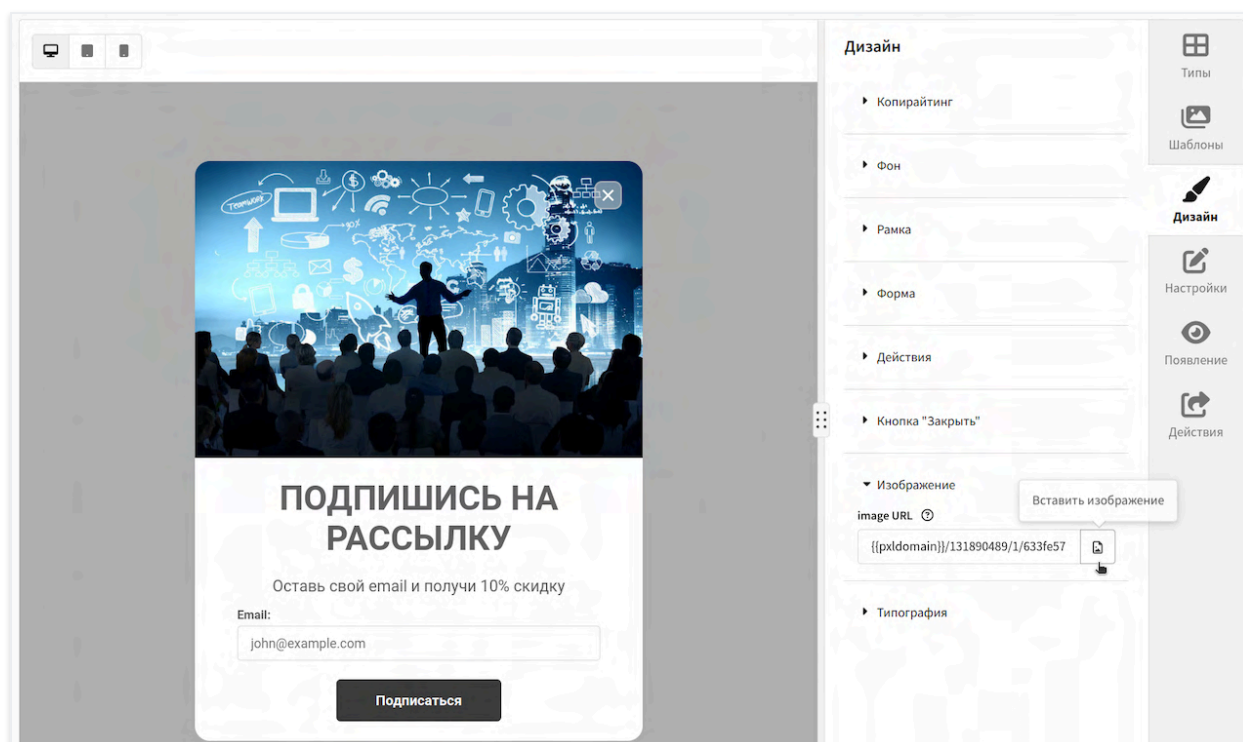 Дизайн
Копирайтинг
Фон
Рамка
Форма
Действия
Кнопка "Закрыть"
Изображение
Вставить изображение
image URL
{{pxldomain}}/131890489/1/633fe57
Типография
Типы
Шаблоны
Дизайн
Настройки
Появление
Действия
Teamwork
ПОДПИШИСЬ НА
РАССЫЛКУ
Оставь свой email и получи 10% скидку
Email:
john@example.com
Подписаться